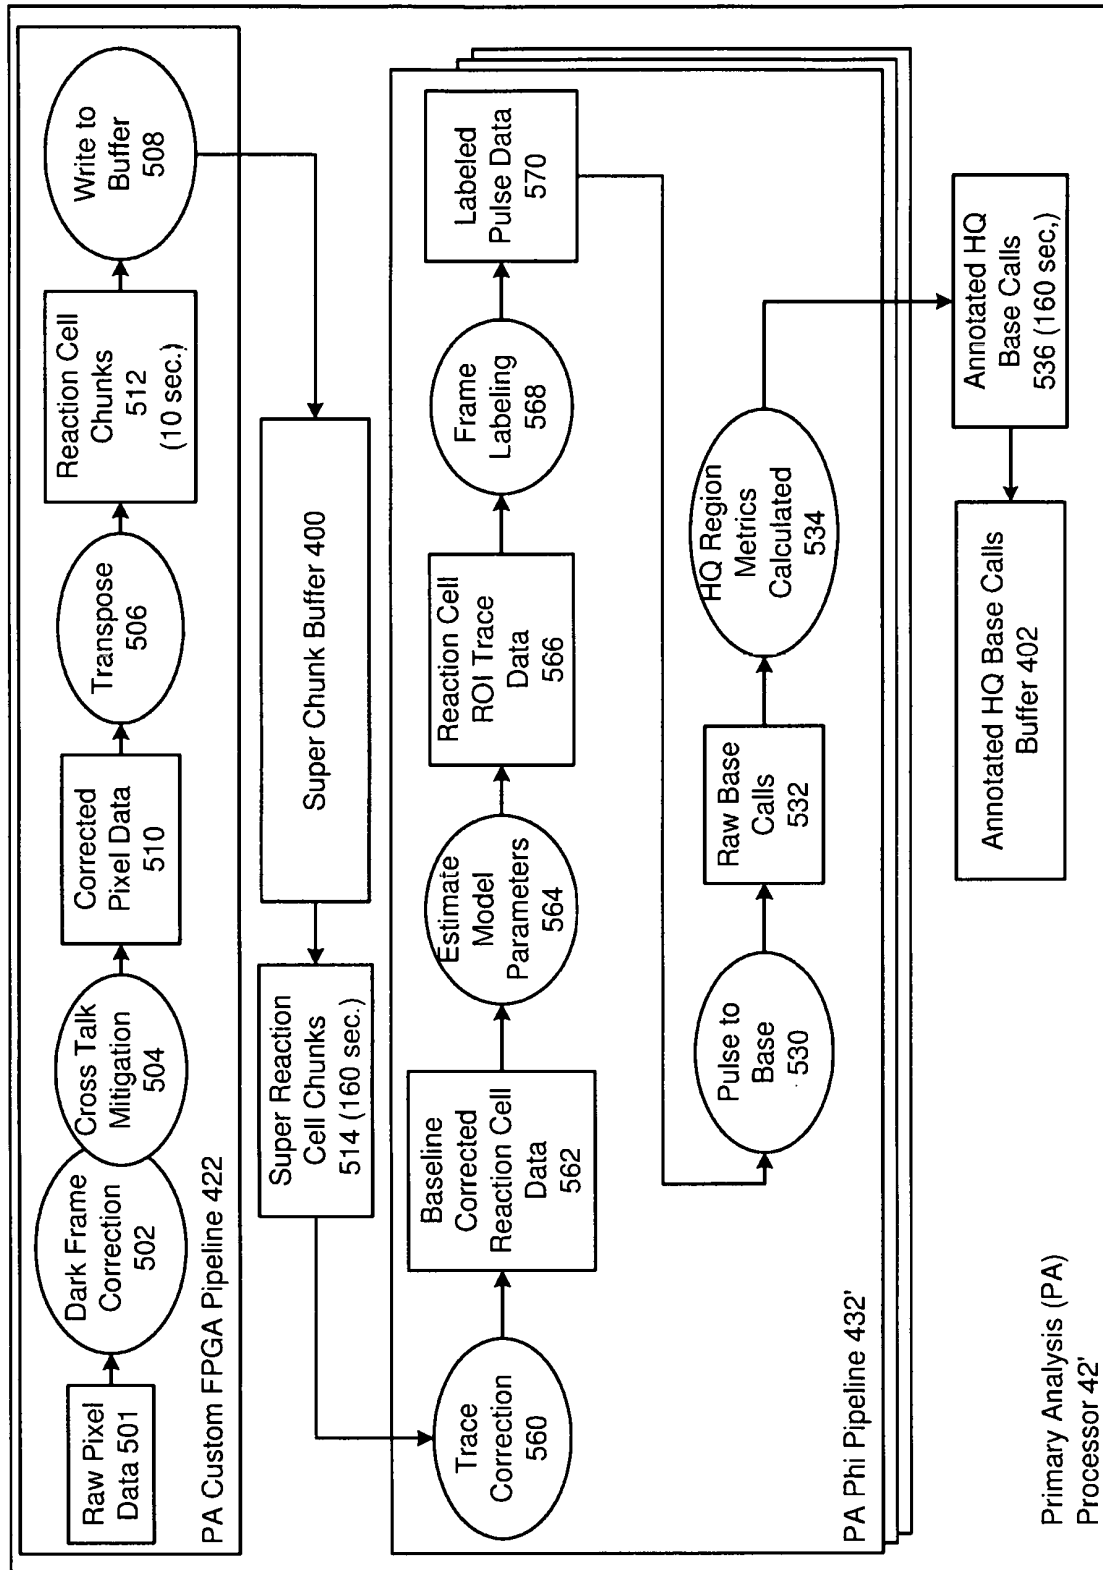 Raw Pixel
Data 501
Dark Frame
Correction
502
Cross Talk
Mitigation
504
Corrected
Pixel Data
510
Transpose
506
Reaction Cell
Chunks
512
(10 sec.)
Write to
Buffer
508
PA Custom FPGA Pipeline 422
Super Chunk Buffer 400
Super Reaction
Cell Chunks
514 (160 sec.)
Trace
Correction
560
Baseline
Corrected
Reaction Cell
Data
562
Estimate
Model
Parameters
564
Reaction Cell
ROI Trace
Data
566
Frame
Labeling
568
Labeled
Pulse Data
570
Pulse to
Base
530
Raw Base
Calls
532
HQ Region
Metrics
Calculated
534
PA Phi Pipeline 432'
Annotated HQ
Base Calls
536 (160 sec,)
Annotated HQ Base Calls
Buffer 402
Primary Analysis (PA)
Processor 42'